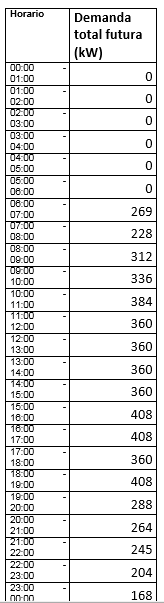 Horario Demanda total futura (kW)
00:00 - 01:00 0
01:00 - 02:00 0
02:00 - 03:00 0
03:00 - 04:00 0
04:00 - 05:00 0
05:00 - 06:00 0
06:00 - 07:00 269
07:00 - 08:00 228
08:00 - 09:00 312
09:00 - 10:00 336
10:00 - 11:00 384
11:00 - 12:00 360
12:00 - 13:00 360
13:00 - 14:00 360
14:00 - 15:00 360
15:00 - 16:00 408
16:00 - 17:00 408
17:00 - 18:00 360
18:00 - 19:00 408
19:00 - 20:00 288
20:00 - 21:00 264
21:00 - 22:00 245
22:00 - 23:00 204
23:00 - 00:00 168